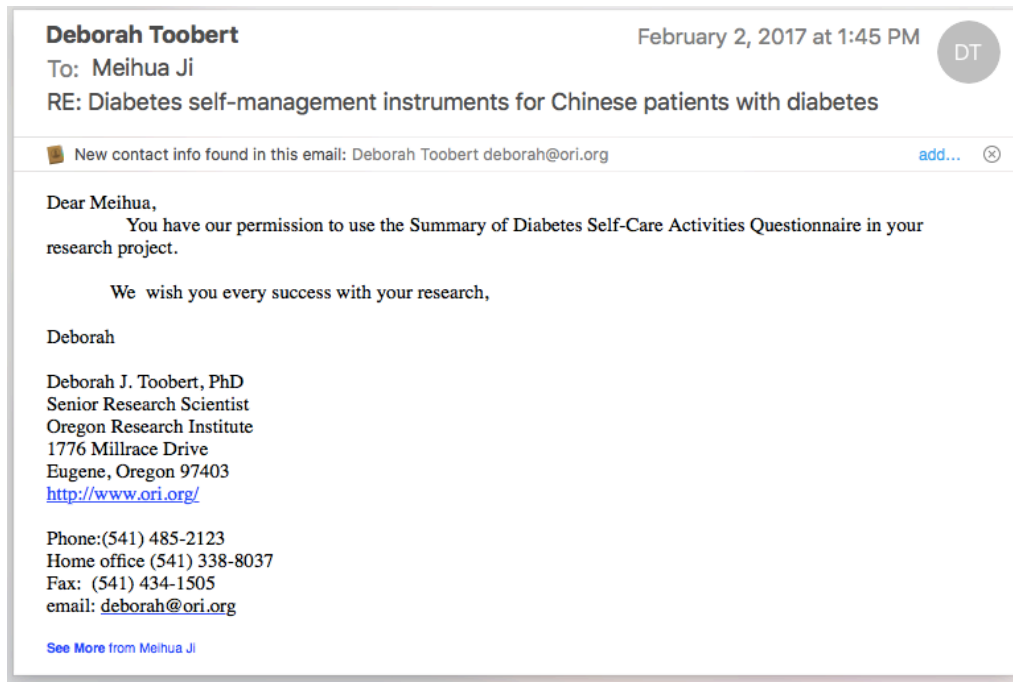 Deborah Toobert
February 2, 2017 at 1:45 PM
DT
To: Meihua Ji
RE: Diabetes self-management instruments for Chinese patients with diabetes
New contact info found in this email: Deborah Toobert deborah@ori.org
add...
Dear Meihua,
You have our permission to use the Summary of Diabetes Self-Care Activities Questionnaire in your
research project.
We wish you every success with your research,
Deborah
Deborah J. Toobert, PhD
Senior Research Scientist
Oregon Research Institute
1776 Millrace Drive
Eugene, Oregon 97403
http://www.ori.org/
Phone:(541) 485-2123
Home office (541) 338-8037
Fax: (541) 434-1505
email: deborah@ori.org
See More from Meihua Ji